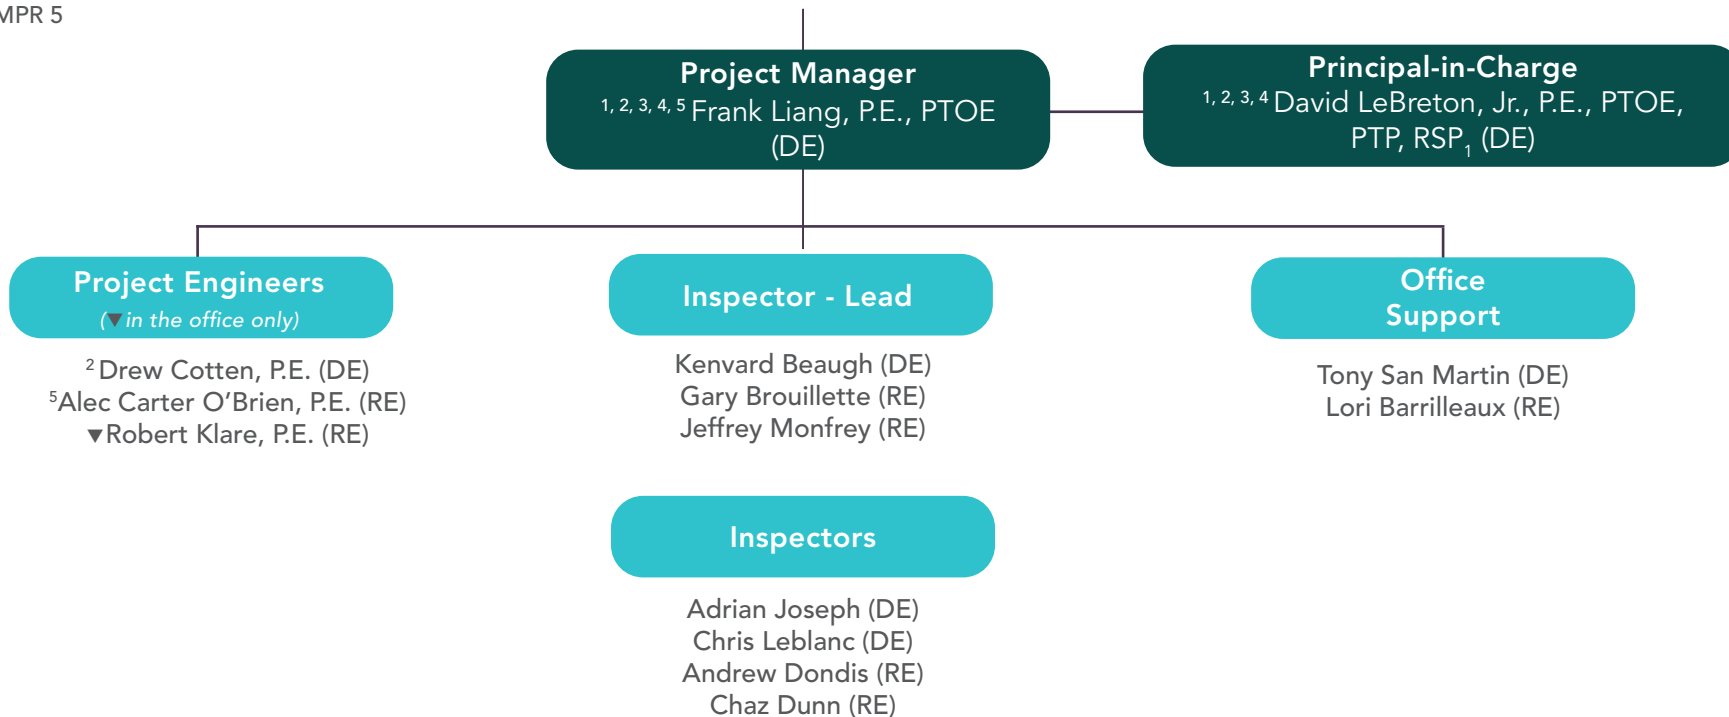 MPR 5
Project Manager
1, 2, 3, 4, 5 Frank Liang, P.E., PTOE
(DE)
Principal-in-Charge
1, 2, 3, 4 David LeBreton, Jr., P.E., PTOE,
PTP, RSP1 (DE)
Project Engineers
(▼in the office only)
2 Drew Cotten, P.E. (DE)
5Alec Carter O'Brien, P.E. (RE)
▼Robert Klare, P.E. (RE)
Inspector - Lead
Kenvard Beaugh (DE)
Gary Brouillette (RE)
Jeffrey Monfrey (RE)
Inspectors
Adrian Joseph (DE)
Chris Leblanc (DE)
Andrew Dondis (RE)
Chaz Dunn (RE)
Office
Support
Tony San Martin (DE)
Lori Barrilleaux (RE)